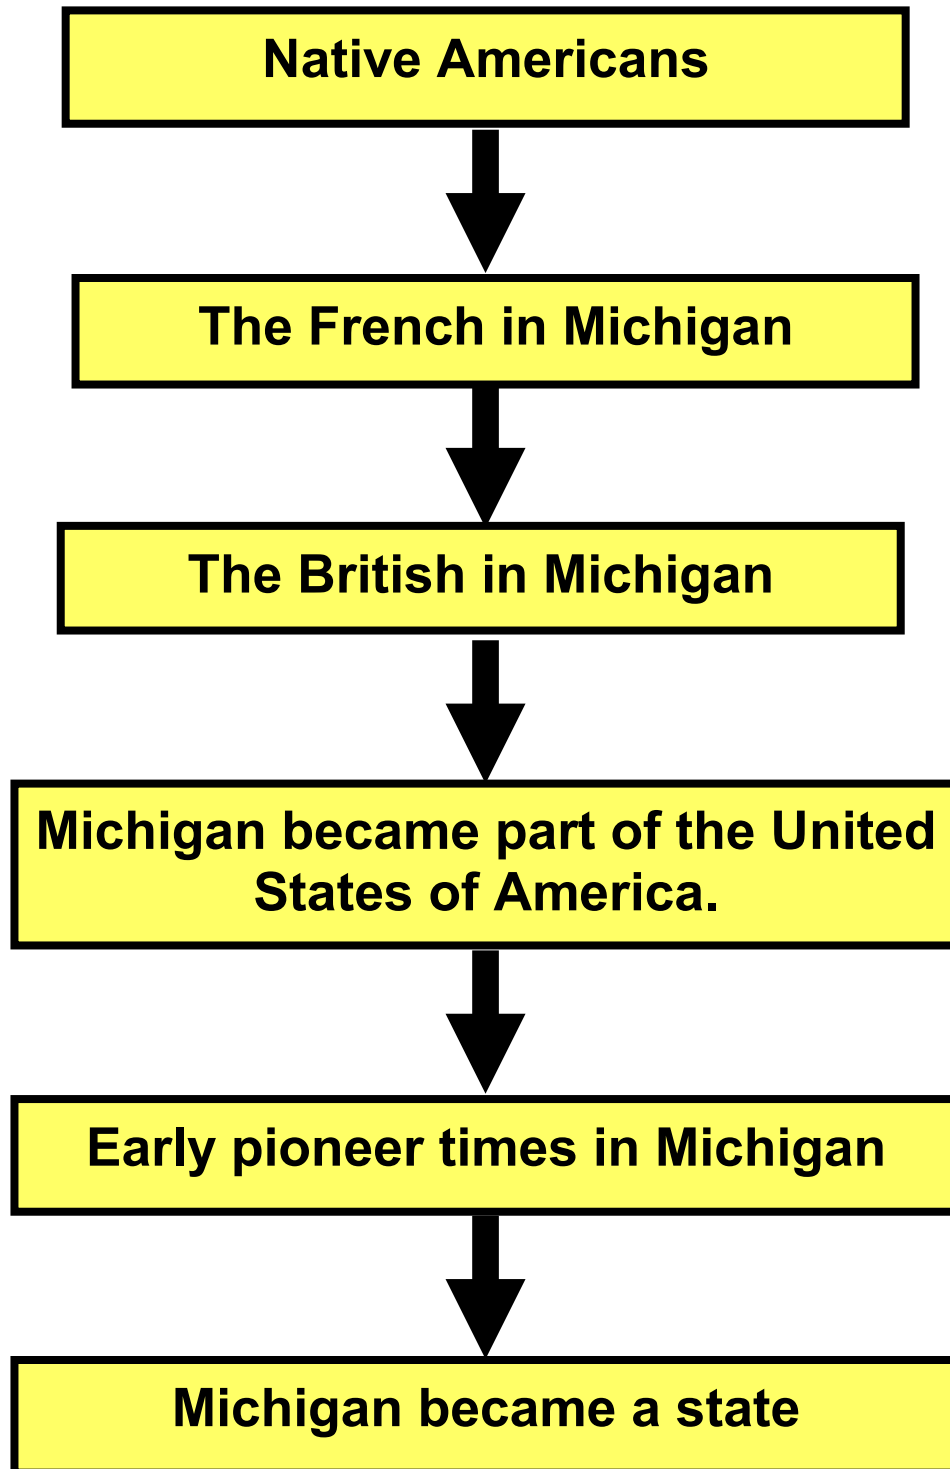 Native Americans
The French in Michigan
The British in Michigan
Michigan became part of the United
States of America.
Early pioneer times in Michigan
Michigan became a state